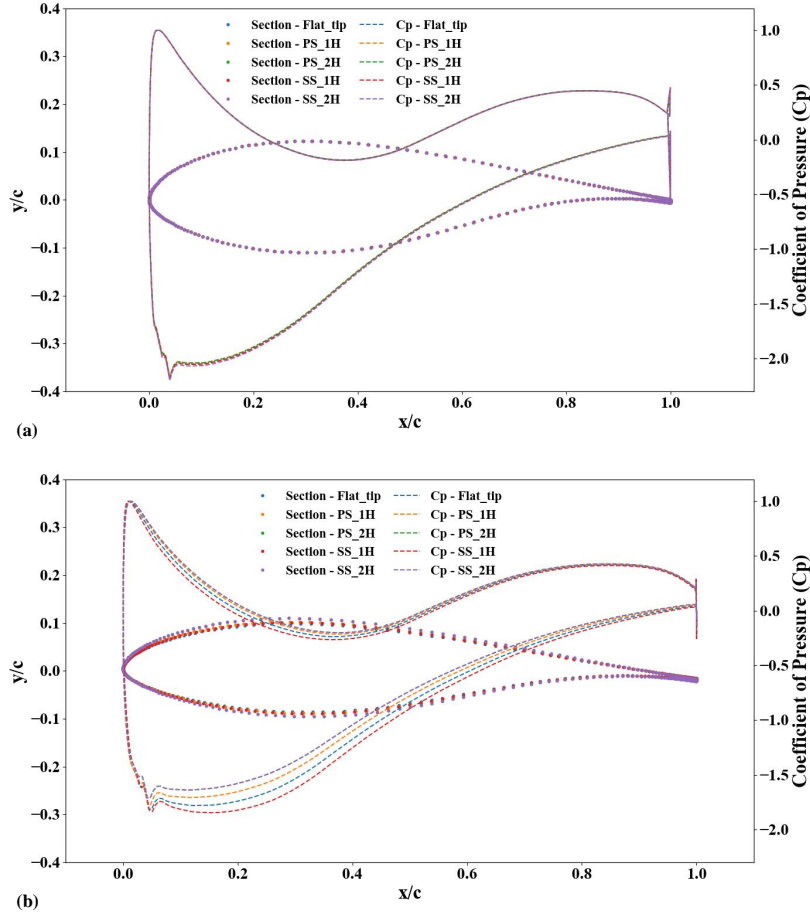 0.4
0.3
0.2
0.1
0.0
−0.1
−0.2
−0.3
−0.4
y/c
Section - Flat_tip Cp - Flat_tip
Section - PS_1H Cp - PS_1H
Section - PS_2H Cp - PS_2H
Section - SS_1H Cp - SS_1H
Section - SS_2H Cp - SS_2H
1.0
0.5
0.0
−0.5
−1.0
−1.5
−2.0
Coefficient of Pressure (Cp)
0.0 0.2 0.4 0.6 0.8 1.0
x/c
(a)
0.4
0.3
0.2
0.1
0.0
−0.1
−0.2
−0.3
−0.4
y/c
Section - Flat_tip Cp - Flat_tip
Section - PS_1H Cp - PS_1H
Section - PS_2H Cp - PS_2H
Section - SS_1H Cp - SS_1H
Section - SS_2H Cp - SS_2H
1.0
0.5
0.0
−0.5
−1.0
−1.5
−2.0
Coefficient of Pressure (Cp)
0.0 0.2 0.4 0.6 0.8 1.0
x/c
(b)